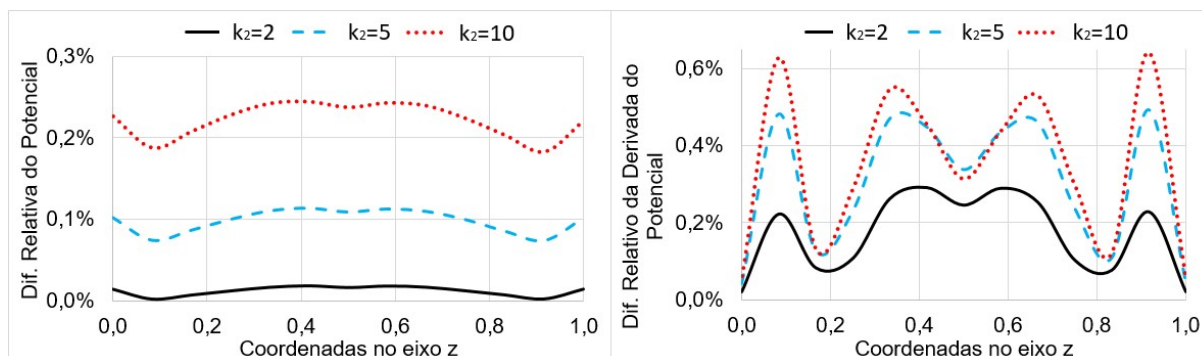 k₂=2 k₂=5 k₂=10
Dif. Relativa do Potencial
0,3%
0,2%
0,1%
0,0%
0,0 0,2 0,4 0,6 0,8 1,0
Coordenadas no eixo z
k₂=2 k₂=5 k₂=10
Dif. Relativo da Derivada do
Potencial
0,6%
0,4%
0,2%
0,0%
0,0 0,2 0,4 0,6 0,8 1,0
Coordenadas no eixo z